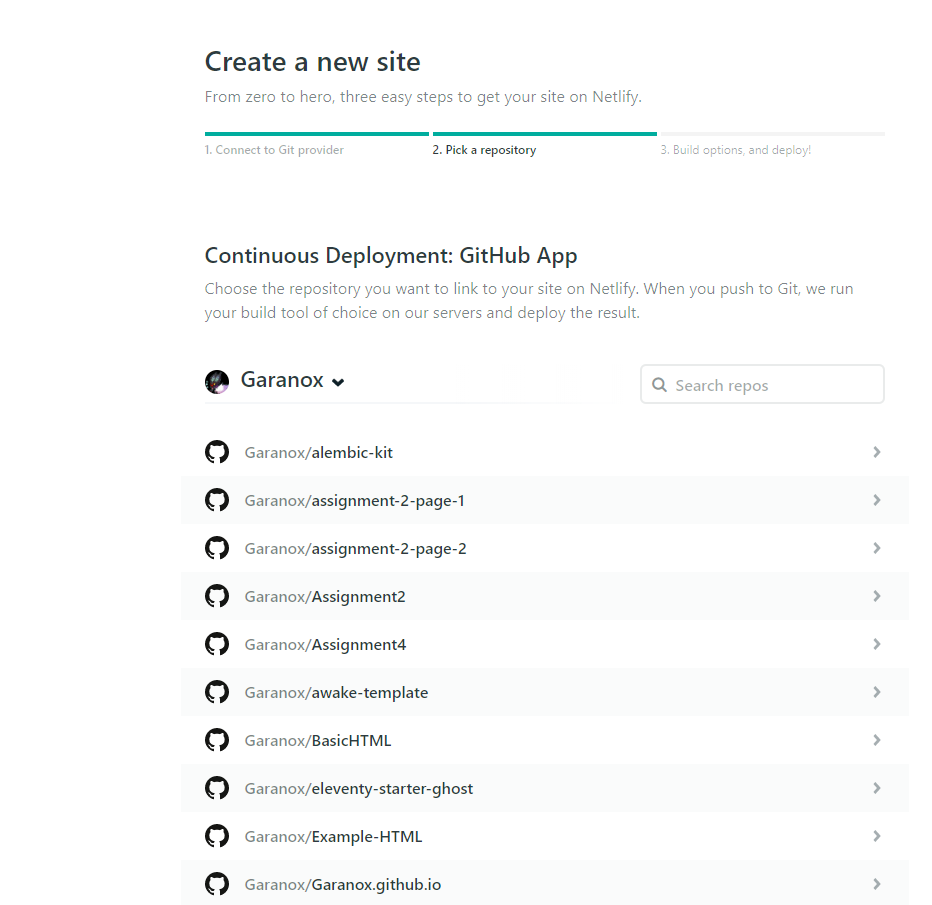 Create a new site
From zero to hero, three easy steps to get your site on Netlify.
1. Connect to Git provider
2. Pick a repository
3. Build options, and deploy!
Continuous Deployment: GitHub App
Choose the repository you want to link to your site on Netlify. When you push to Git, we run
your build tool of choice on our servers and deploy the result.
Garanox
Search repos
Garanox/alembic-kit
Garanox/assignment-2-page-1
Garanox/assignment-2-page-2
Garanox/Assignment2
Garanox/Assignment4
Garanox/awake-template
Garanox/BasicHTML
Garanox/eleventy-starter-ghost
Garanox/Example-HTML
Garanox/Garanox.github.io